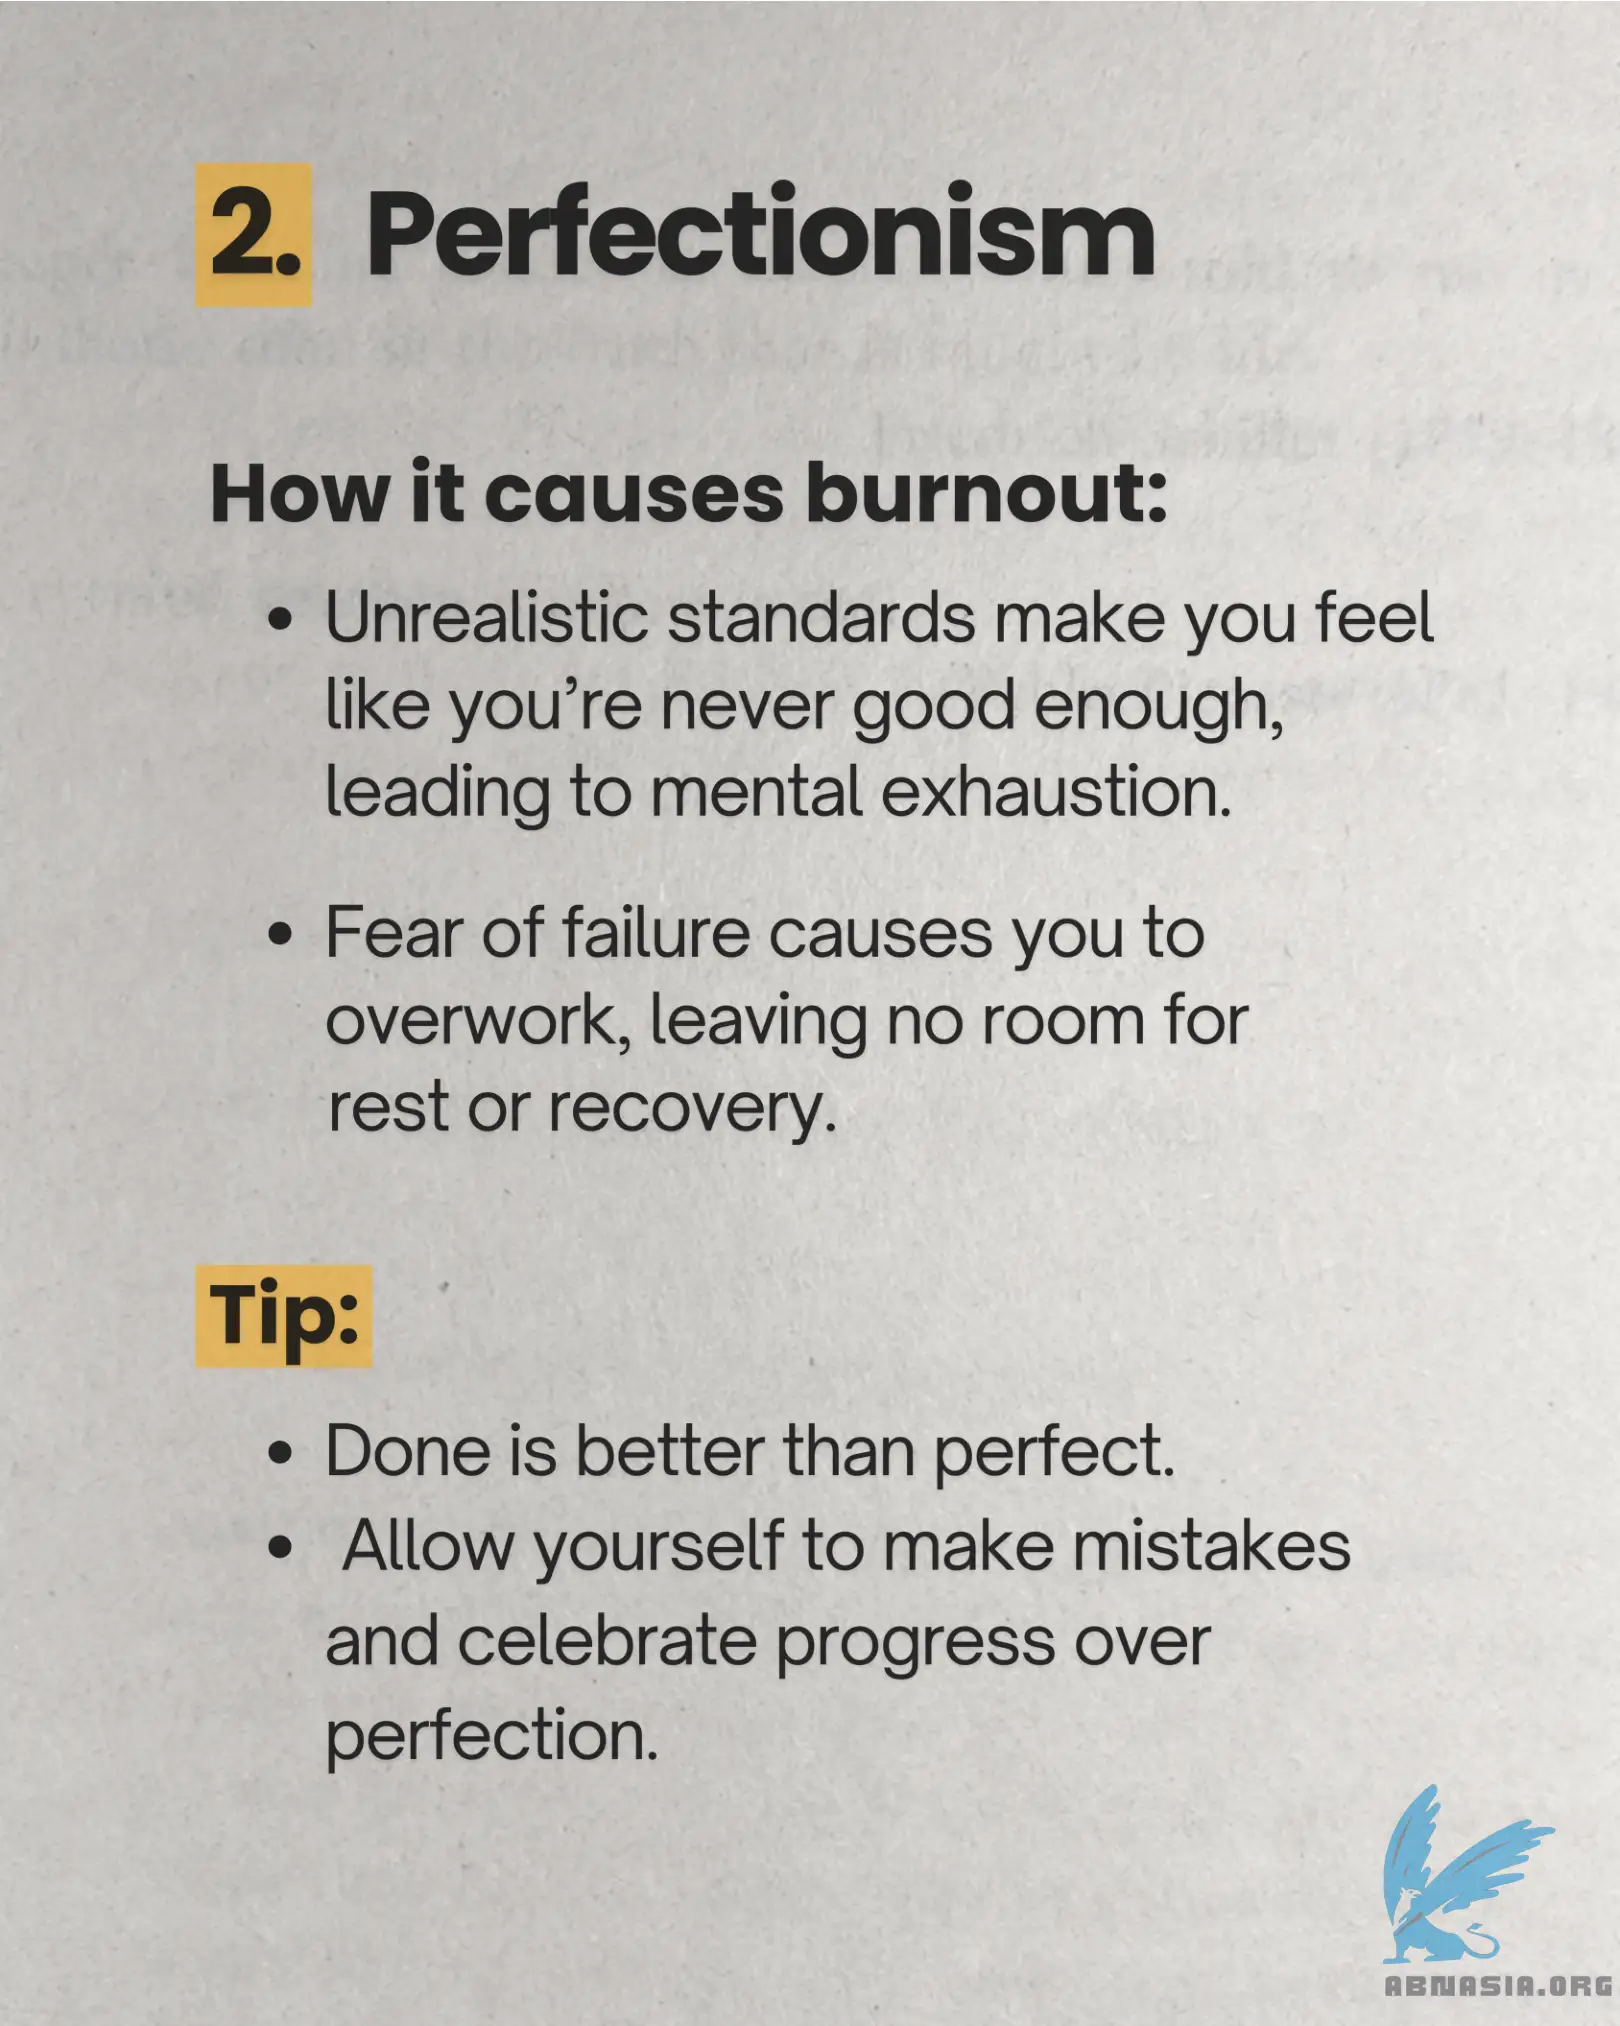 2. Perfectionism
How it causes burnout:
• Unrealistic standards make you feel
like you’re never good enough,
leading to mental exhaustion.
• Fear of failure causes you to
overwork, leaving no room for
rest or recovery.
Tip:
• Done is better than perfect.
• Allow yourself to make mistakes
and celebrate progress over
perfection.
ABNASIA.ORG